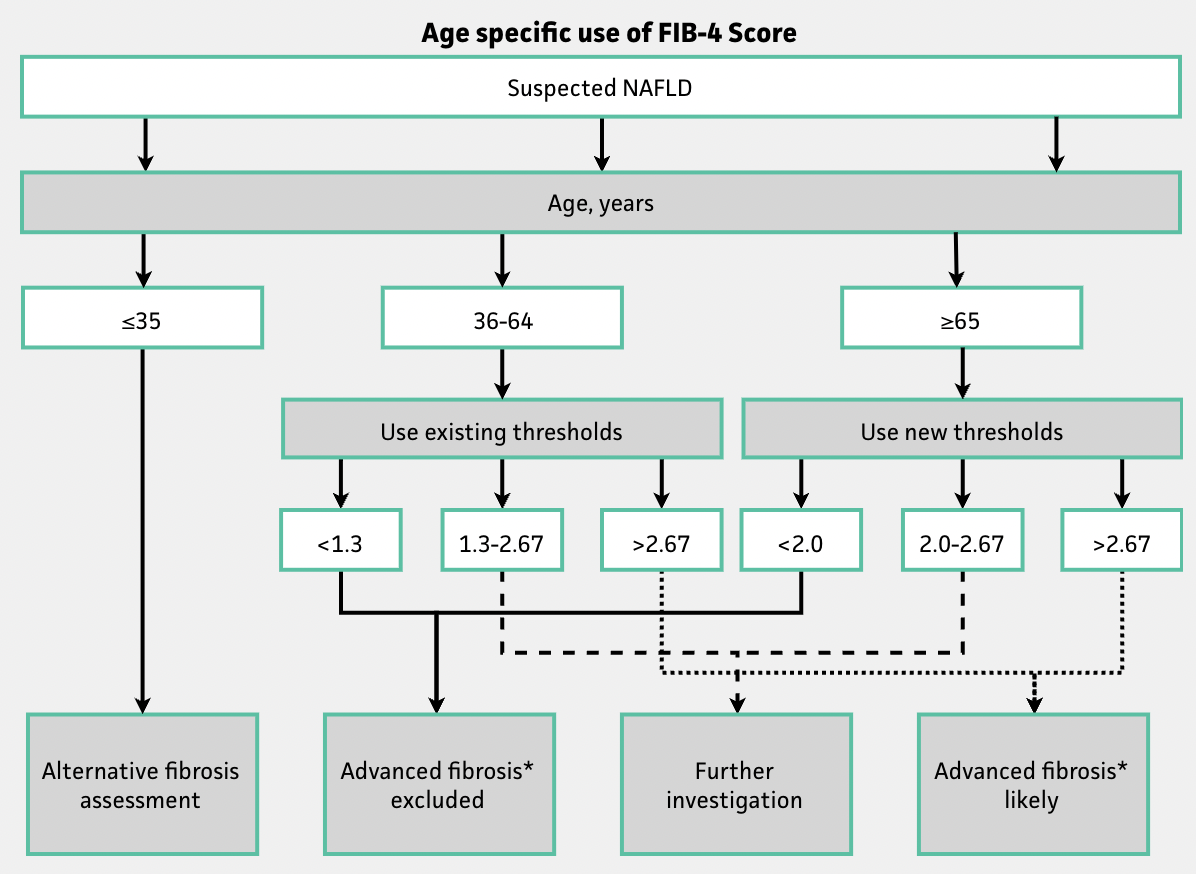 Age specific use of FIB-4 Score
Suspected NAFLD
Age, years
≤35
36-64
≥65
Use existing thresholds
Use new thresholds
<1.3
1.3-2.67
>2.67
<2.0
2.0-2.67
>2.67
Alternative fibrosis
assessment
Advanced fibrosis*
excluded
Further
investigation
Advanced fibrosis*
likely